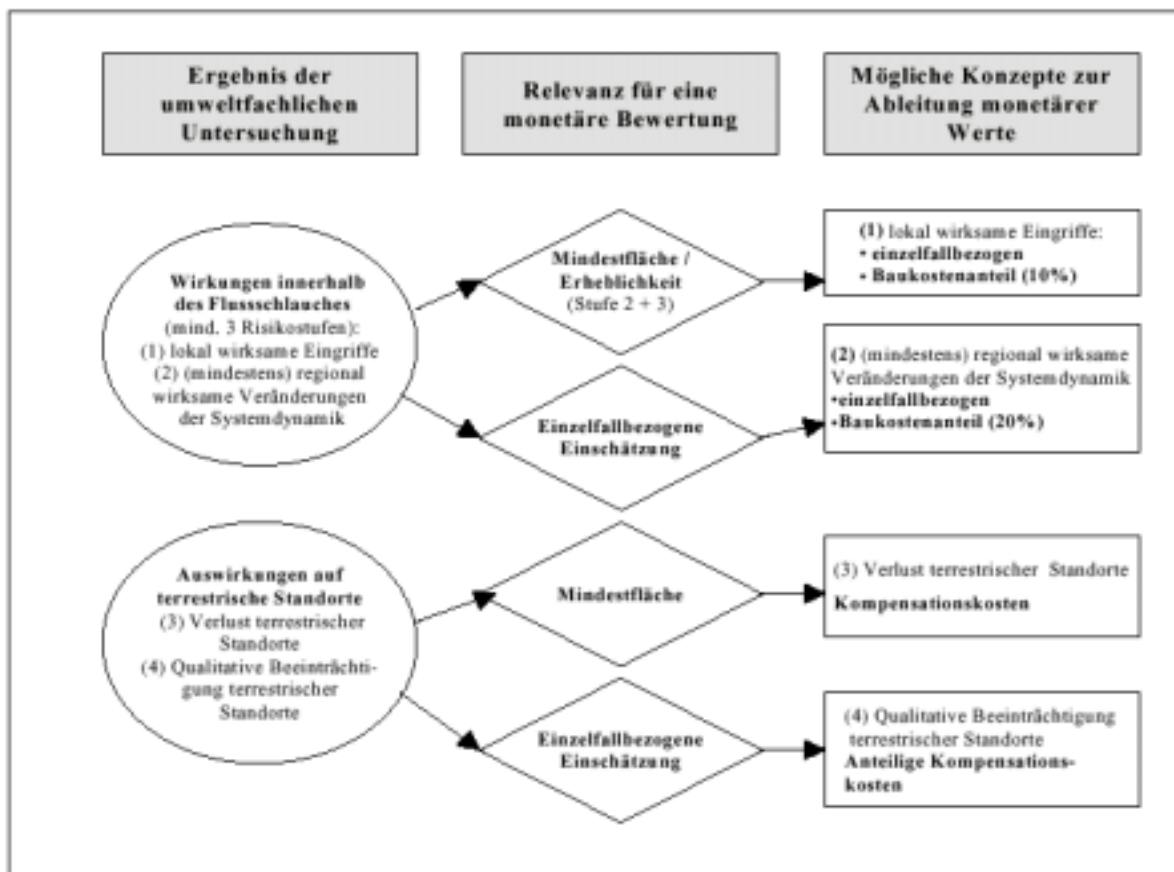 Ergebnis der
umweltfachlichen
Untersuchung
Relevanz für eine
monetäre Bewertung
Mögliche Konzepte zur
Ableitung monetärer
Werte
Wirkungen innerhalb
des Flussschlauches
(mind. 3 Risikostufen):
(1) lokal wirksame Eingriffe
(2) (mindestens) regional
wirksame Veränderungen
der Systemdynamik
Mindestfläche /
Erheblichkeit
(Stufe 2 + 3)
(1) lokal wirksame Eingriffe:
• einzelfallbezogen
• Baukostenanteil (10%)
Einzelfallbezogene
Einschätzung
(2) (mindestens) regional wirksame
Veränderungen der Systemdynamik
•einzelfallbezogen
•Baukostenanteil (20%)
Auswirkungen auf
terrestrische Standorte
(3) Verlust terrestrischer
Standorte
(4) Qualitative Beeinträchti-
gung terrestrischer
Standorte
Mindestfläche
(3) Verlust terrestrischer Standorte
Kompensationskosten
Einzelfallbezogene
Einschätzung
(4) Qualitative Beeinträchtigung
terrestrischer Standorte
Anteilige Kompensations-
kosten